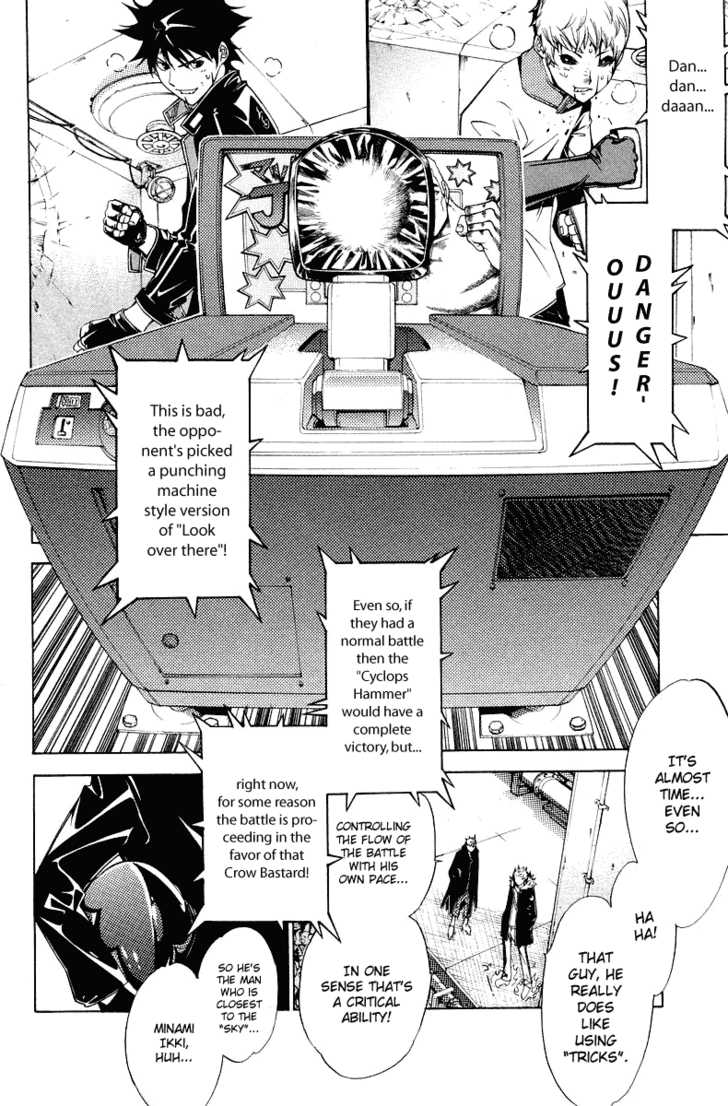 Dan...
dan...
daaan...
DANGER-
OUUUUS!
This is bad,
the oppo-
nent's picked
a punching
machine
style version
of "Look
over there"!
Even so, if
they had a
normal battle
then the
"Cyclops
Hammer"
would have a
complete
victory, but...
right now,
for some reason
the battle is pro-
ceeding in the
favor of that
Crow Bastard!
IT'S
ALMOST
TIME...
EVEN
SO...
HA
HA!
THAT
GUY, HE
REALLY
DOES
LIKE
USING
"TRICKS".
CONTROLLING
THE FLOW OF
THE BATTLE
WITH HIS
OWN PACE...
IN ONE
SENSE THAT'S
A CRITICAL
ABILITY!
SO HE'S
THE MAN
WHO IS
CLOSEST
TO THE
"SKY"...
MINAMI
IKKI,
HUH...